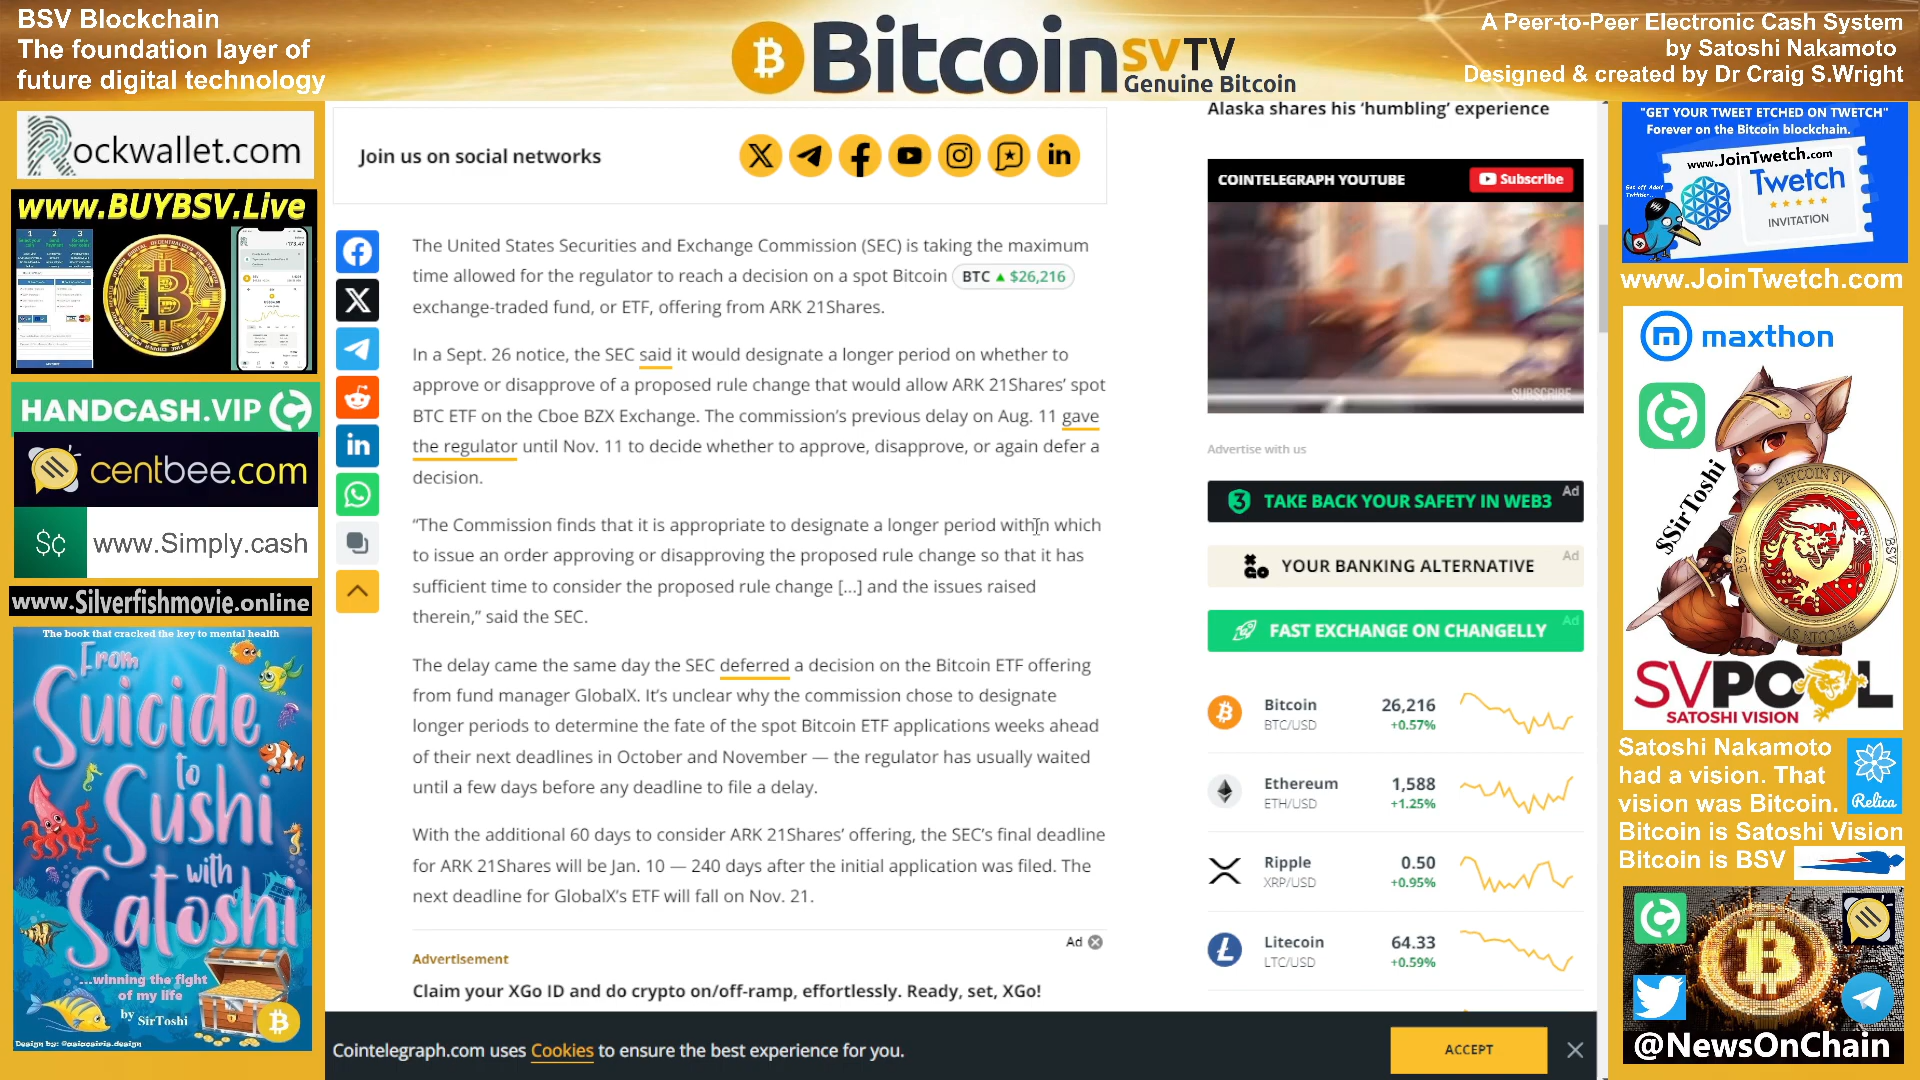 BSV Blockchain
The foundation layer of
future digital technology
Bitcoin SVTV
Genuine Bitcoin
A Peer-to-Peer Electronic Cash System
by Satoshi Nakamoto
Designed & created by Dr Craig S.Wright
Rockwallet.com
www.BUYBSV.Live
HANDCASH.VIP
centbee.com
www.Simply.cash
www.Silverfishmovie.online
The book that cracked the key to mental health
From
Suicide
to
Sushi
with
Satoshi
...winning the fight
of my life
by SirToshi
Join us on social networks
The United States Securities and Exchange Commission (SEC) is taking the maximum
time allowed for the regulator to reach a decision on a spot Bitcoin BTC ▲ $26,216
exchange-traded fund, or ETF, offering from ARK 21Shares.
In a Sept. 26 notice, the SEC said it would designate a longer period on whether to
approve or disapprove of a proposed rule change that would allow ARK 21Shares’ spot
BTC ETF on the Cboe BZX Exchange. The commission’s previous delay on Aug. 11 gave
the regulator until Nov. 11 to decide whether to approve, disapprove, or again defer a
decision.
“The Commission finds that it is appropriate to designate a longer period within which
to issue an order approving or disapproving the proposed rule change so that it has
sufficient time to consider the proposed rule change [...] and the issues raised
therein,” said the SEC.
The delay came the same day the SEC deferred a decision on the Bitcoin ETF offering
from fund manager GlobalX. It’s unclear why the commission chose to designate
longer periods to determine the fate of the spot Bitcoin ETF applications weeks ahead
of their next deadlines in October and November — the regulator has usually waited
until a few days before any deadline to file a delay.
With the additional 60 days to consider ARK 21Shares’ offering, the SEC’s final deadline
for ARK 21Shares will be Jan. 10 — 240 days after the initial application was filed. The
next deadline for GlobalX’s ETF will fall on Nov. 21.
Ad
Advertisement
Claim your XGo ID and do crypto on/off-ramp, effortlessly. Ready, set, XGo!
Cointelegraph.com uses Cookies to ensure the best experience for you.
ACCEPT
Alaska shares his ‘humbling’ experience
COINTELEGRAPH YOUTUBE
Subscribe
SUBSCRIBE
Advertise with us
TAKE BACK YOUR SAFETY IN WEB3 Ad
YOUR BANKING ALTERNATIVE Ad
FAST EXCHANGE ON CHANGELLY Ad
Bitcoin 26,216
BTC/USD +0.57%
Ethereum 1,588
ETH/USD +1.25%
Ripple 0.50
XRP/USD +0.95%
Litecoin 64.33
LTC/USD +0.59%
"GET YOUR TWEET ETCHED ON TWETCH"
Forever on the Bitcoin blockchain.
www.JoinTwetch.com
Twetch
INVITATION
www.JoinTwetch.com
maxthon
$SirToshi
BITCOIN SV
BSV
SVPOOL
SATOSHI VISION
Satoshi Nakamoto
had a vision. That
vision was Bitcoin.
Relica
Bitcoin is Satoshi Vision
Bitcoin is BSV
@NewsOnChain